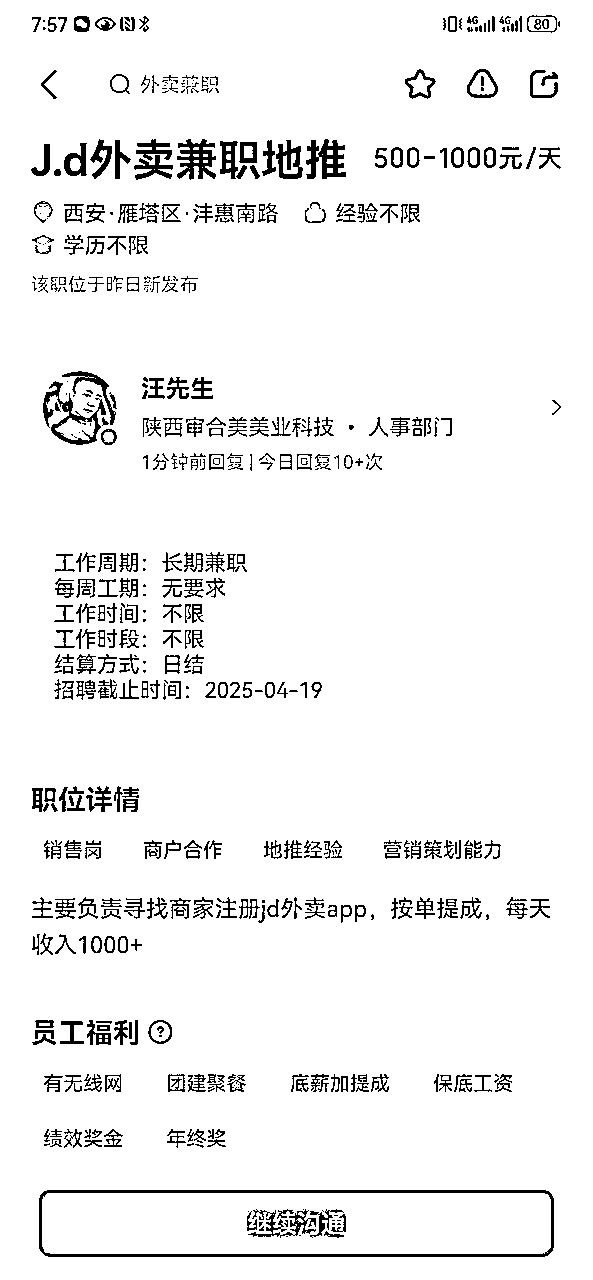 7:57 4G 4G 80
外卖兼职
J.d外卖兼职地推 500-1000元/天
西安·雁塔区·沣惠南路 经验不限
学历不限
该职位于昨日新发布
汪先生
陕西审合美美业科技 · 人事部门
1分钟前回复|今日回复10+次
工作周期：长期兼职
每周工期：无要求
工作时间：不限
工作时段：不限
结算方式：日结
招聘截止时间：2025-04-19
职位详情
销售岗 商户合作 地推经验 营销策划能力
主要负责寻找商家注册jd外卖app，按单提成，每天
收入1000+
员工福利 ?
有无线网 团建聚餐 底薪加提成 保底工资
绩效奖金 年终奖
继续沟通